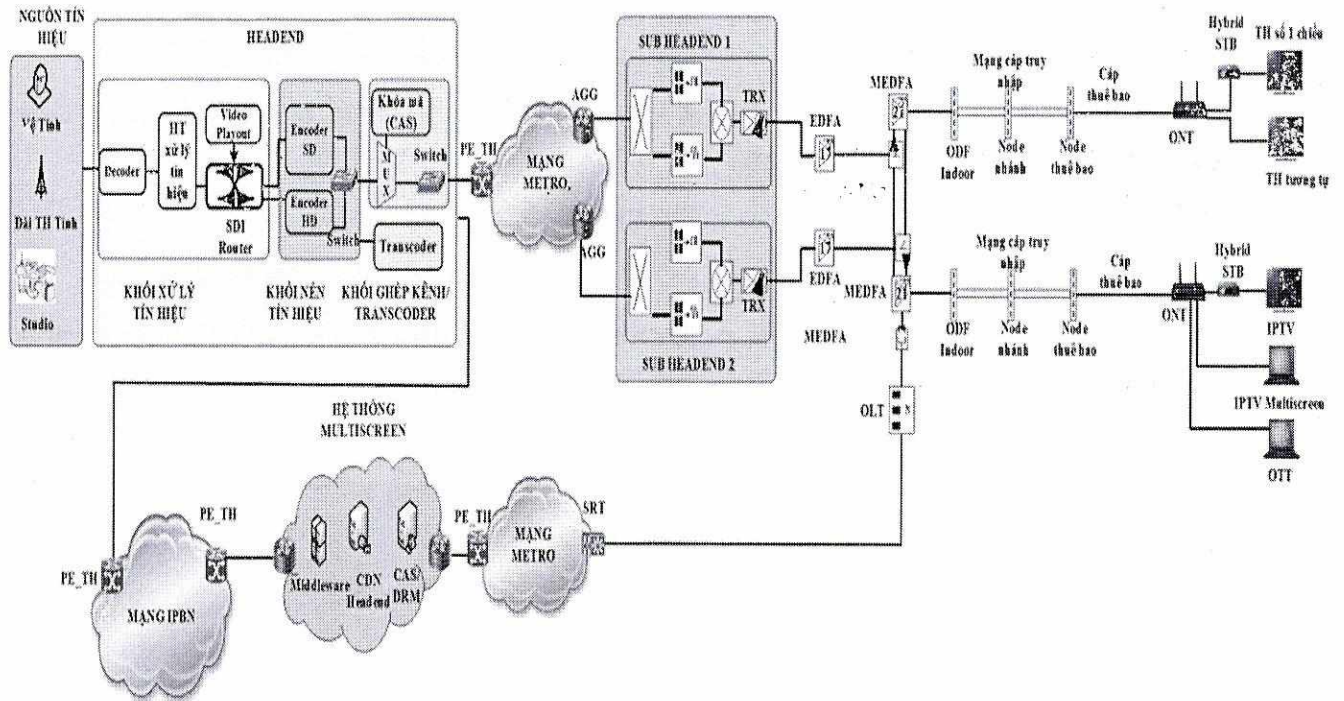 NGUỒN TÍN
HIỆU
Vệ Tinh
Đài TH Tỉnh
Studio
HEADEND
Decoder
HT
xử lý
tín
hiệu
Video
Playout
SDI
Router
Encoder
SD
Encoder
HD
Switch
Khóa mã
(CAS)
MUX
Switch
Transcoder
KHỐI XỬ LÝ
TÍN HIỆU
KHỐI NÉN
TÍN HIỆU
KHỐI GHÉP KÊNH/
TRANSCODER
PE_TH
MẠNG
METRO,
AGG
AGG
SUB HEADEND 1
TRX
SUB HEADEND 2
TRX
EDFA
17
EDFA
17
MEDFA
21
MEDFA
21
MEDFA
OLT
ODF
Indoor
Mạng cáp truy
nhập
Node
nhánh
Cáp
thuê bao
Node
thuê bao
ONT
Hybrid
STB
TH số 1 chiều
TH tương tự
ODF
Indoor
Mạng cáp truy
nhập
Node
nhánh
Cáp
thuê bao
Node
thuê bao
ONT
Hybrid
STB
IPTV
IPTV Multiscreen
OTT
HỆ THỐNG
MULTISCREEN
PE_TH
MẠNG IPBN
PE_TH
Middleware
CDN
Headend
CAS/
DRM
PE_TH
MẠNG
METRO
SRT